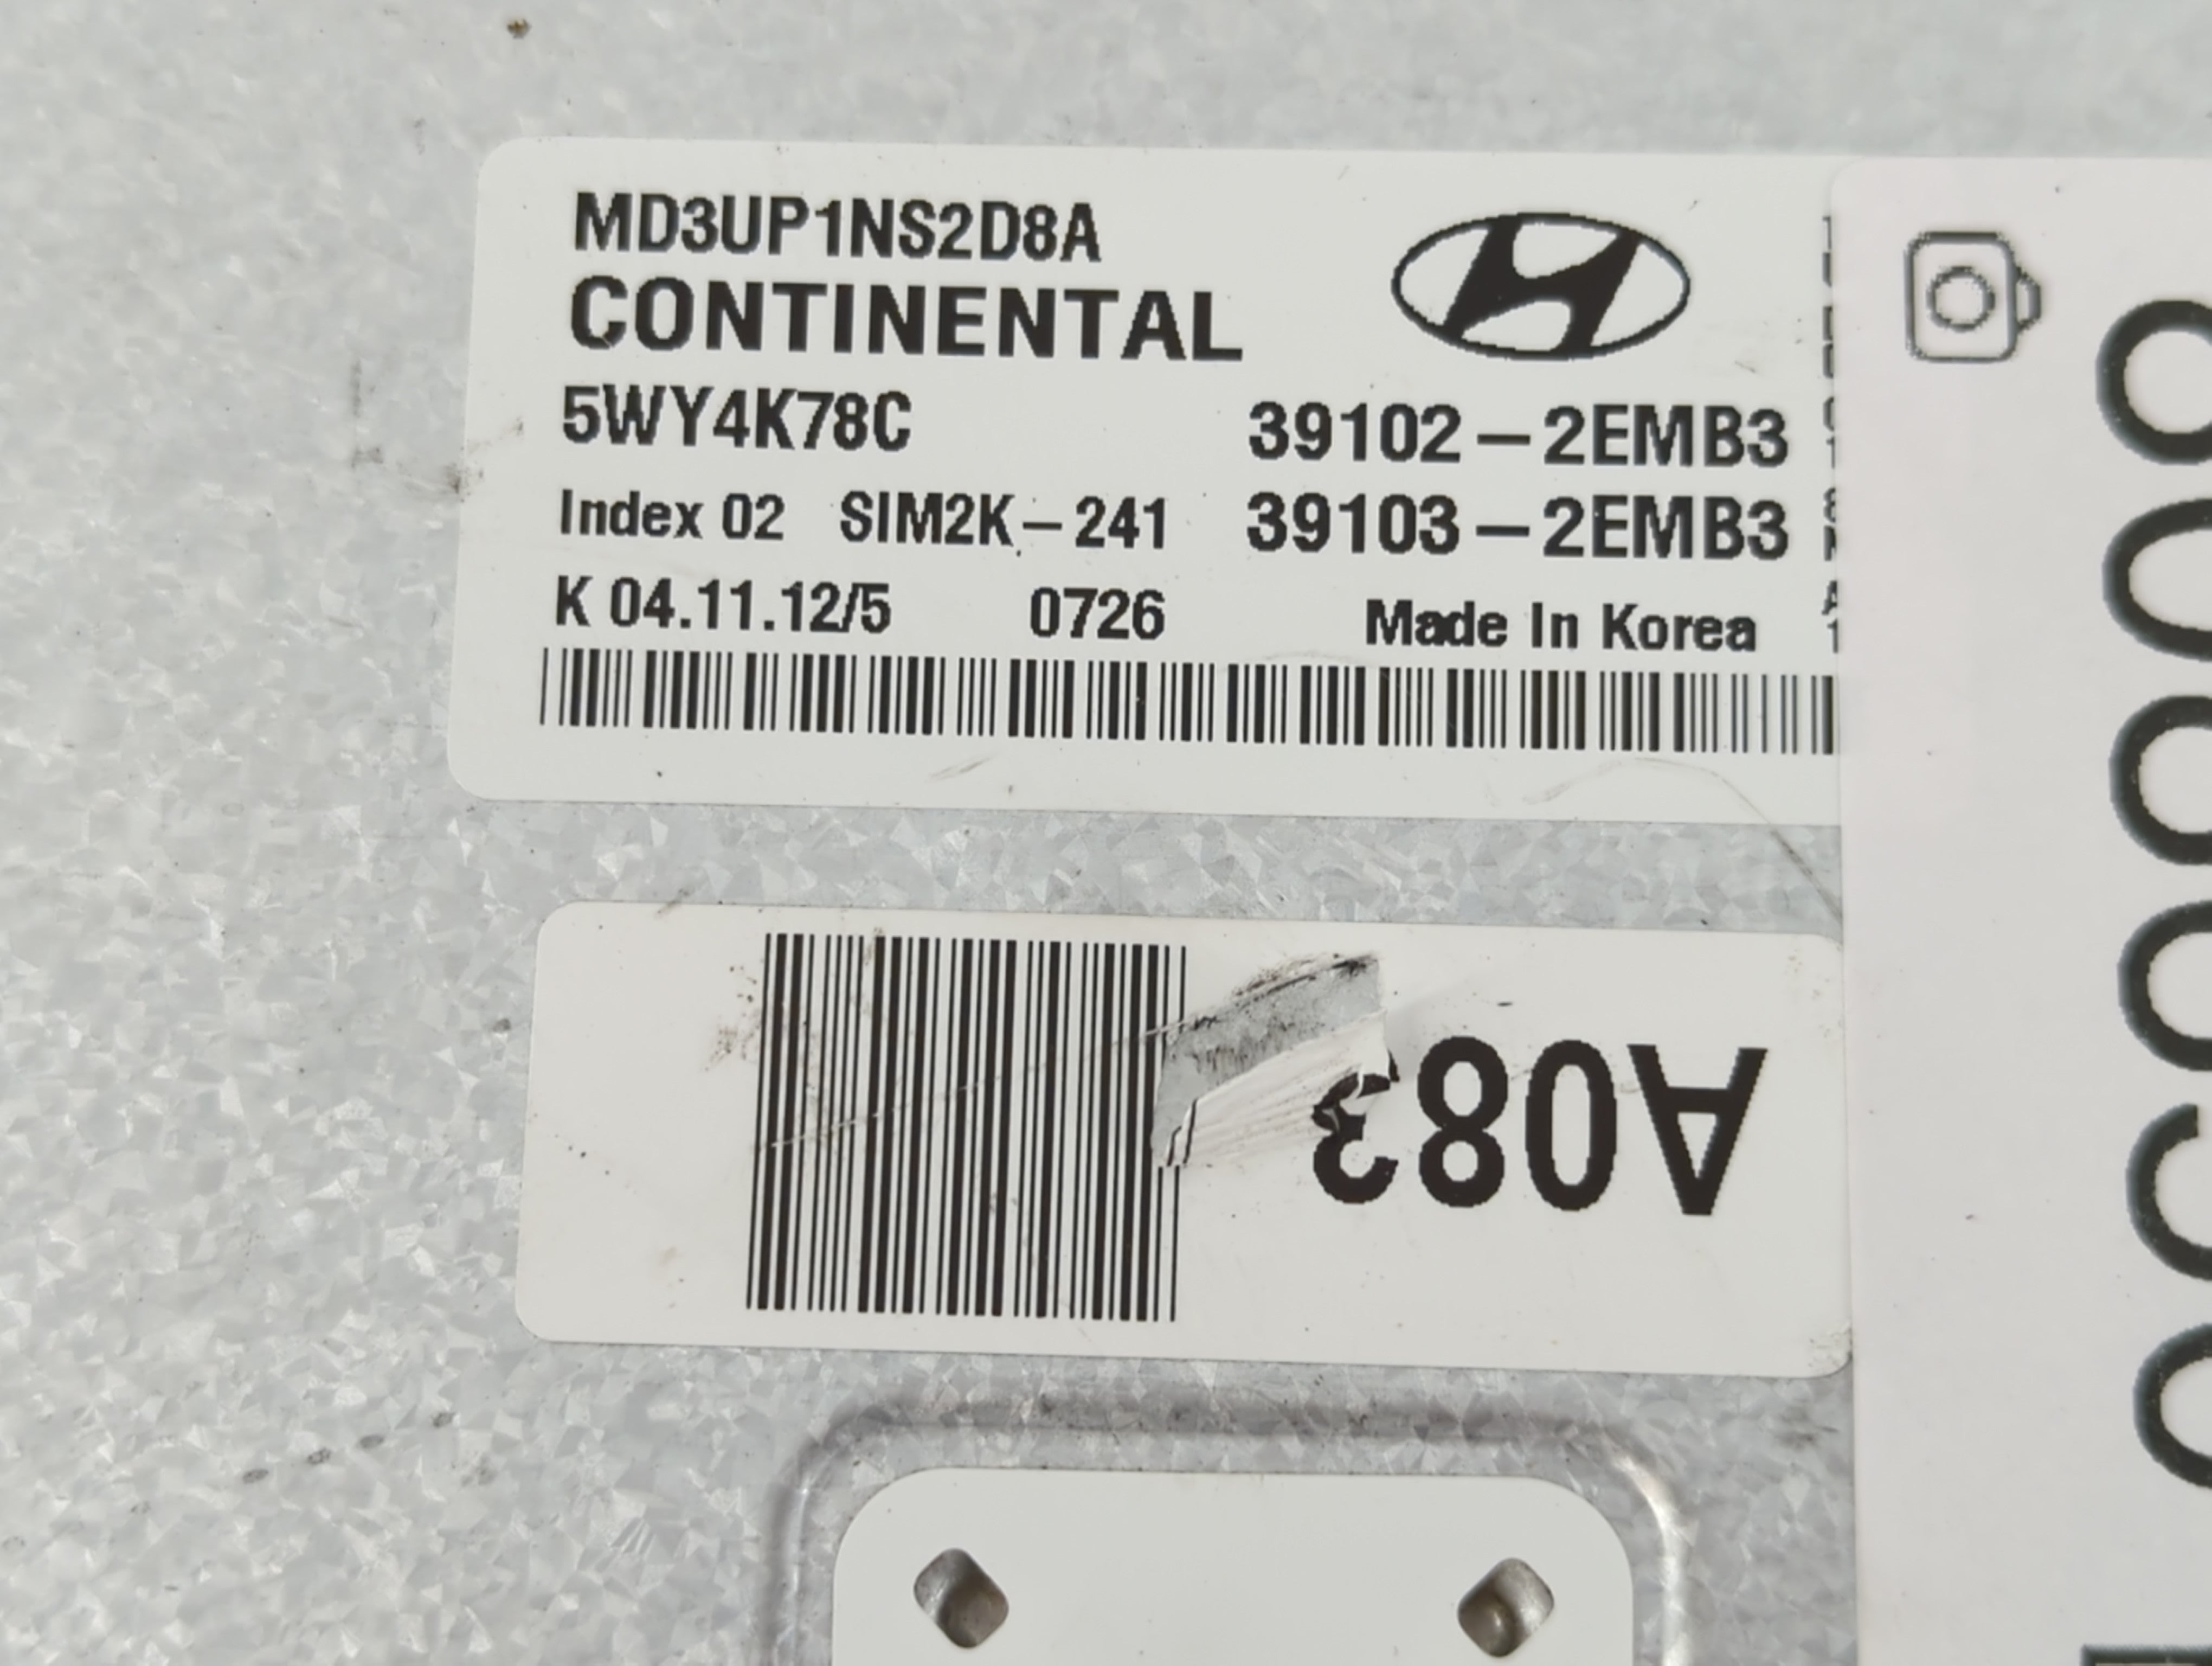 MD3UP1NS2D8A
CONTINENTAL
5WY4K78C 39102-2EMB3
Index 02 SIM2K-241 39103-2EMB3
K 04.11.12/5 0726 Made In Korea
A083